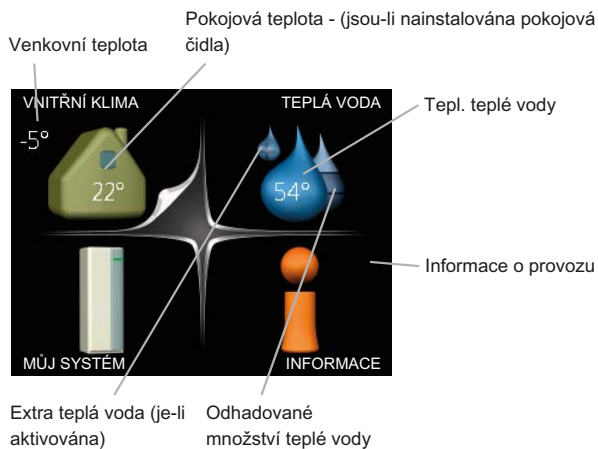 Pokojová teplota - (jsou-li nainstalována pokojová
čidla)
Venkovní teplota
VNITŘNÍ KLIMA
TEPLÁ VODA
Tepl. teplé vody
-5°
22°
54°
Informace o provozu
MŮJ SYSTÉM
INFORMACE
Extra teplá voda (je-li
aktivována)
Odhadované
množství teplé vody